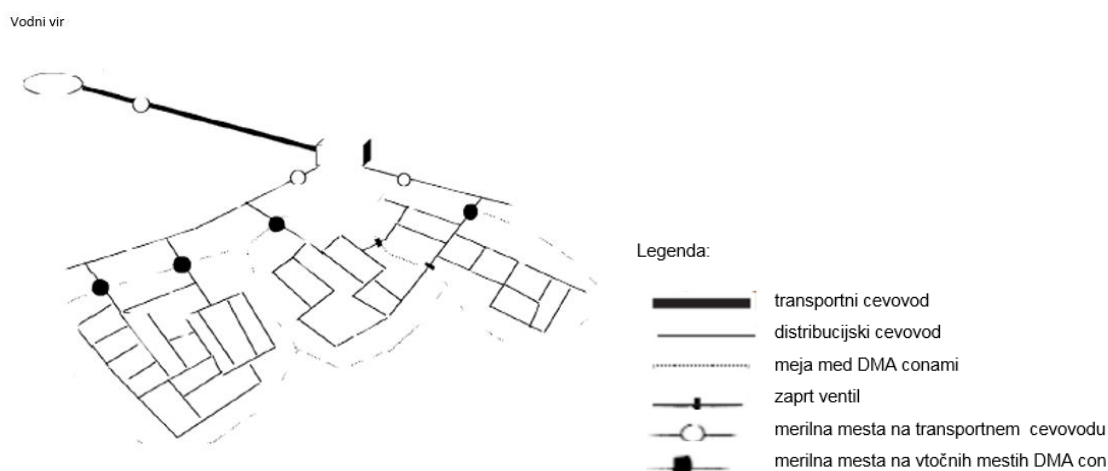 Vodni vir
Legenda:
transportni cevovod
distribucijski cevovod
meja med DMA conami
zaprt ventil
merilna mesta na transportnem cevovodu
merilna mesta na vtočnih mestih DMA con